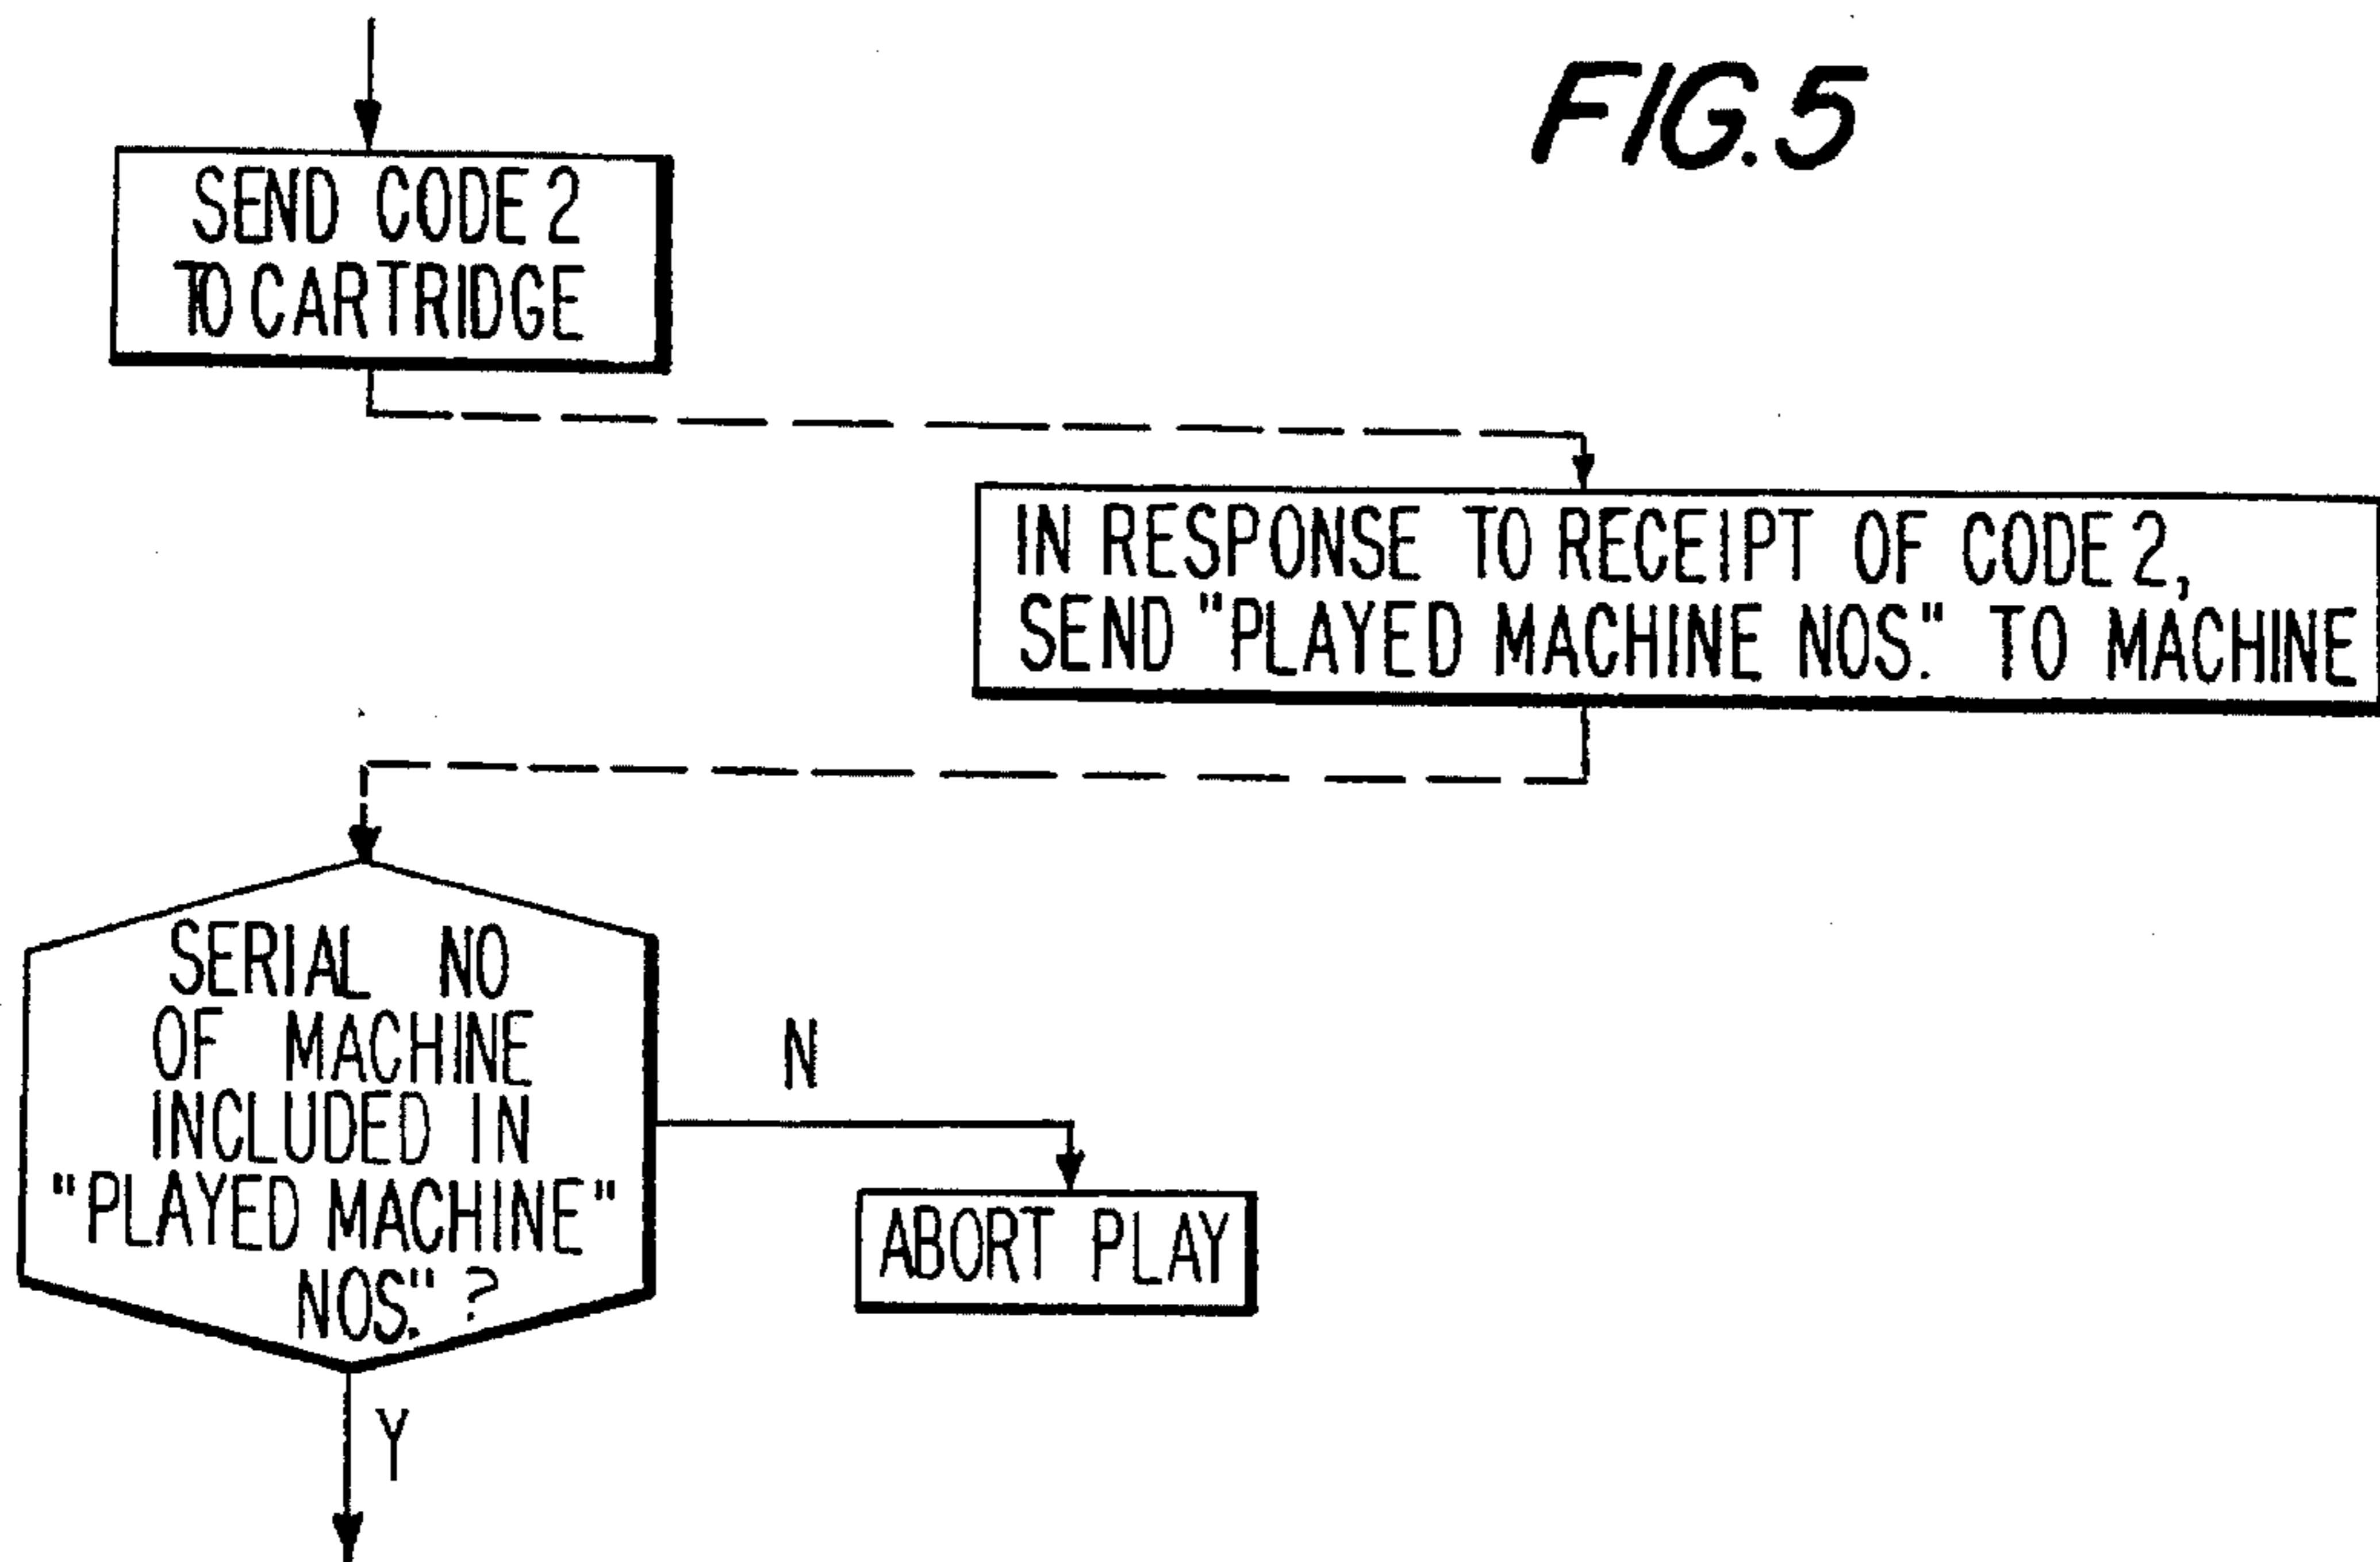 FIG.5
SEND CODE 2
TO CARTRIDGE
IN RESPONSE TO RECEIPT OF CODE 2,
SEND "PLAYED MACHINE NOS." TO MACHINE
SERIAL NO
OF MACHINE
INCLUDED IN
"PLAYED MACHINE"
NOS." ?
N
ABORT PLAY
Y